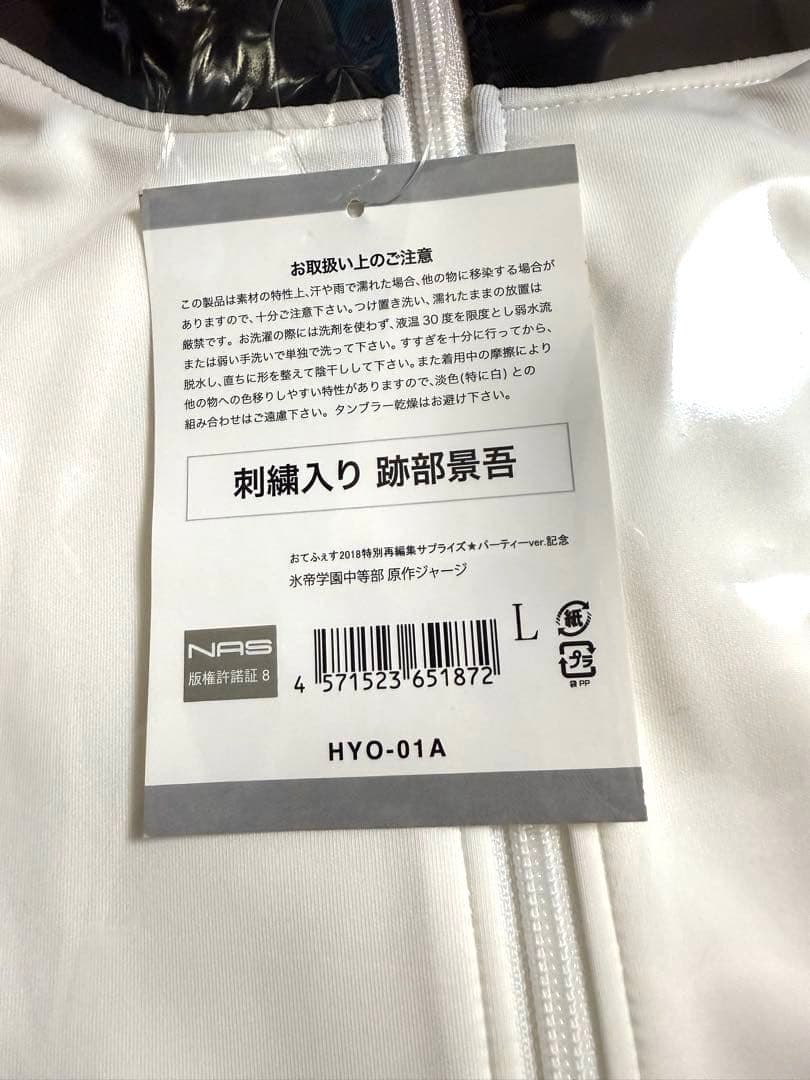 お取扱い上のご注意
この製品は素材の特性上、汗や雨で濡れた場合、他の物に移染する場合が
ありますので、十分ご注意下さい。つけ置き洗い、濡れたままの放置は
厳禁です。お洗濯の際には洗剤を使わず、液温30度を限度とし弱水流
または弱い手洗いで単独で洗って下さい。すすぎを十分に行ってから、
脱水し、直ちに形を整えて陰干しして下さい。また着用中の摩擦により
他の物への色移りしやすい特性がありますので、淡色(特に白)との
組み合わせはご遠慮下さい。タンブラー乾燥はお避け下さい。
刺繍入り 跡部景吾
おてふぇす2018特別再編集サプライズ★パーティーver.記念
氷帝学園中等部 原作ジャージ
NAS
版権許諾証 8
4 571523 651872
L
紙
プラ
袋PP
HYO-01A